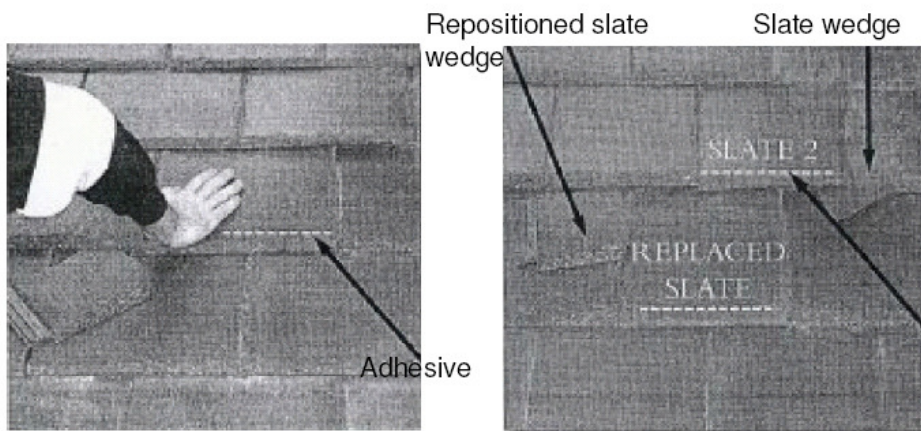 Repositioned slate
wedge
Slate wedge
SLATE 2
REPLACED
SLATE
Adhesive